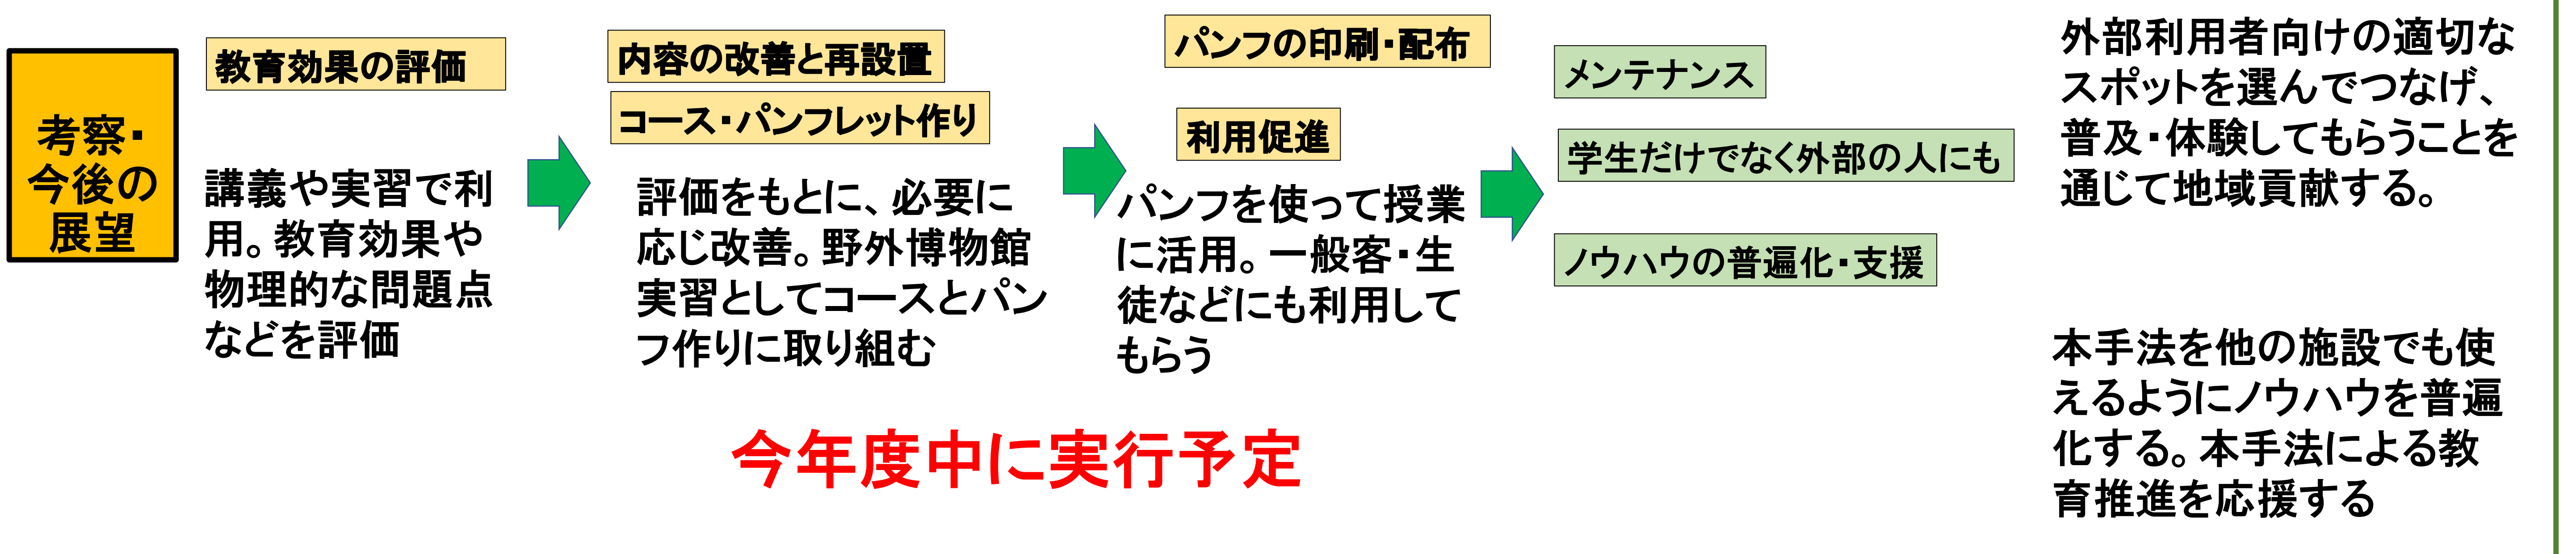 考察・
今後の
展望
教育効果の評価
講義や実習で利
用。教育効果や
物理的な問題点
などを評価
内容の改善と再設置
コース・パンフレット作り
評価をもとに、必要に
応じ改善。野外博物館
実習としてコースとパン
フ作りに取り組む
パンフの印刷・配布
利用促進
パンフを使って授業
に活用。一般客・生
徒などにも利用して
もらう
今年度中に実行予定
メンテナンス
学生だけでなく外部の人にも
ノウハウの普遍化・支援
外部利用者向けの適切な
スポットを選んでつなげ、
普及・体験してもらうことを
通じて地域貢献する。
本手法を他の施設でも使
えるようにノウハウを普遍
化する。本手法による教
育推進を応援する